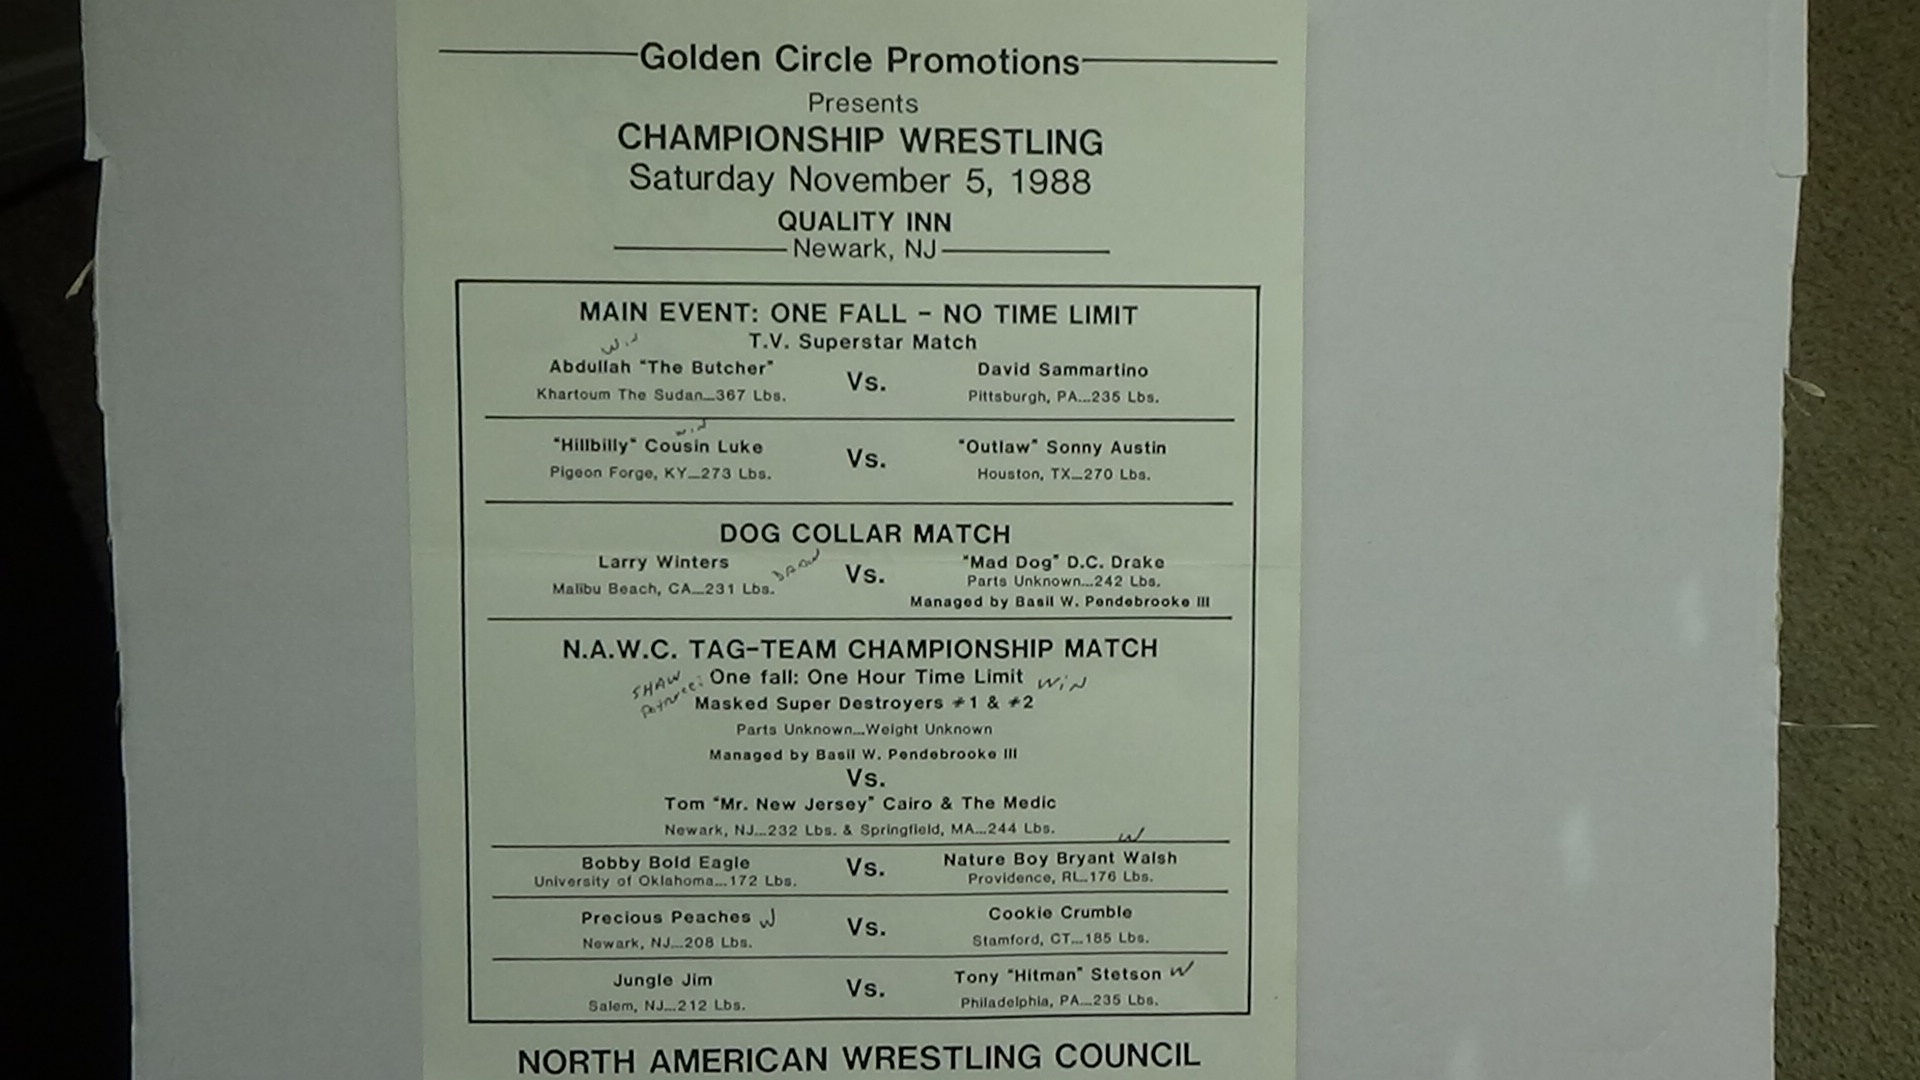 Golden Circle Promotions
Presents
CHAMPIONSHIP WRESTLING
Saturday November 5, 1988
QUALITY INN
Newark, NJ
MAIN EVENT: ONE FALL - NO TIME LIMIT
T.V. Superstar Match
Win
Abdullah "The Butcher" Vs. David Sammartino
Khartoum The Sudan...367 Lbs. Pittsburgh, PA...235 Lbs.
win
"Hillbilly" Cousin Luke Vs. "Outlaw" Sonny Austin
Pigeon Forge, KY...273 Lbs. Houston, TX...270 Lbs.
DOG COLLAR MATCH
Larry Winters DRAW Vs. "Mad Dog" D.C. Drake
Malibu Beach, CA...231 Lbs. Parts Unknown...242 Lbs.
Managed by Basil W. Pendebrooke III
N.A.W.C. TAG-TEAM CHAMPIONSHIP MATCH
SHAW One fall: One Hour Time Limit WiN
Masked Super Destroyers #1 & #2
Parts Unknown...Weight Unknown
Managed by Basil W. Pendebrooke III
Vs.
Tom "Mr. New Jersey" Cairo & The Medic
Newark, NJ...232 Lbs. & Springfield, MA...244 Lbs.
W
Bobby Bold Eagle Vs. Nature Boy Bryant Walsh
University of Oklahoma...172 Lbs. Providence, RI...176 Lbs.
Precious Peaches W Vs. Cookie Crumble
Newark, NJ...208 Lbs. Stamford, CT...185 Lbs.
Jungle Jim Vs. Tony "Hitman" Stetson W
Salem, NJ...212 Lbs. Philadelphia, PA...235 Lbs.
NORTH AMERICAN WRESTLING COUNCIL